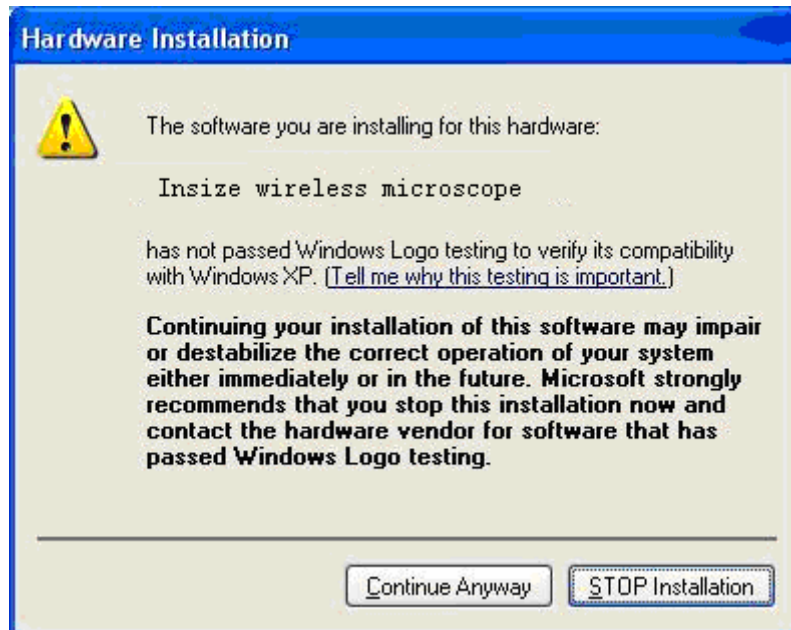 Hardware Installation
The software you are installing for this hardware:
Insize wireless microscope
has not passed Windows Logo testing to verify its compatibility
with Windows XP. (Tell me why this testing is important.)
Continuing your installation of this software may impair
or destabilize the correct operation of your system
either immediately or in the future. Microsoft strongly
recommends that you stop this installation now and
contact the hardware vendor for software that has
passed Windows Logo testing.
Continue Anyway STOP Installation